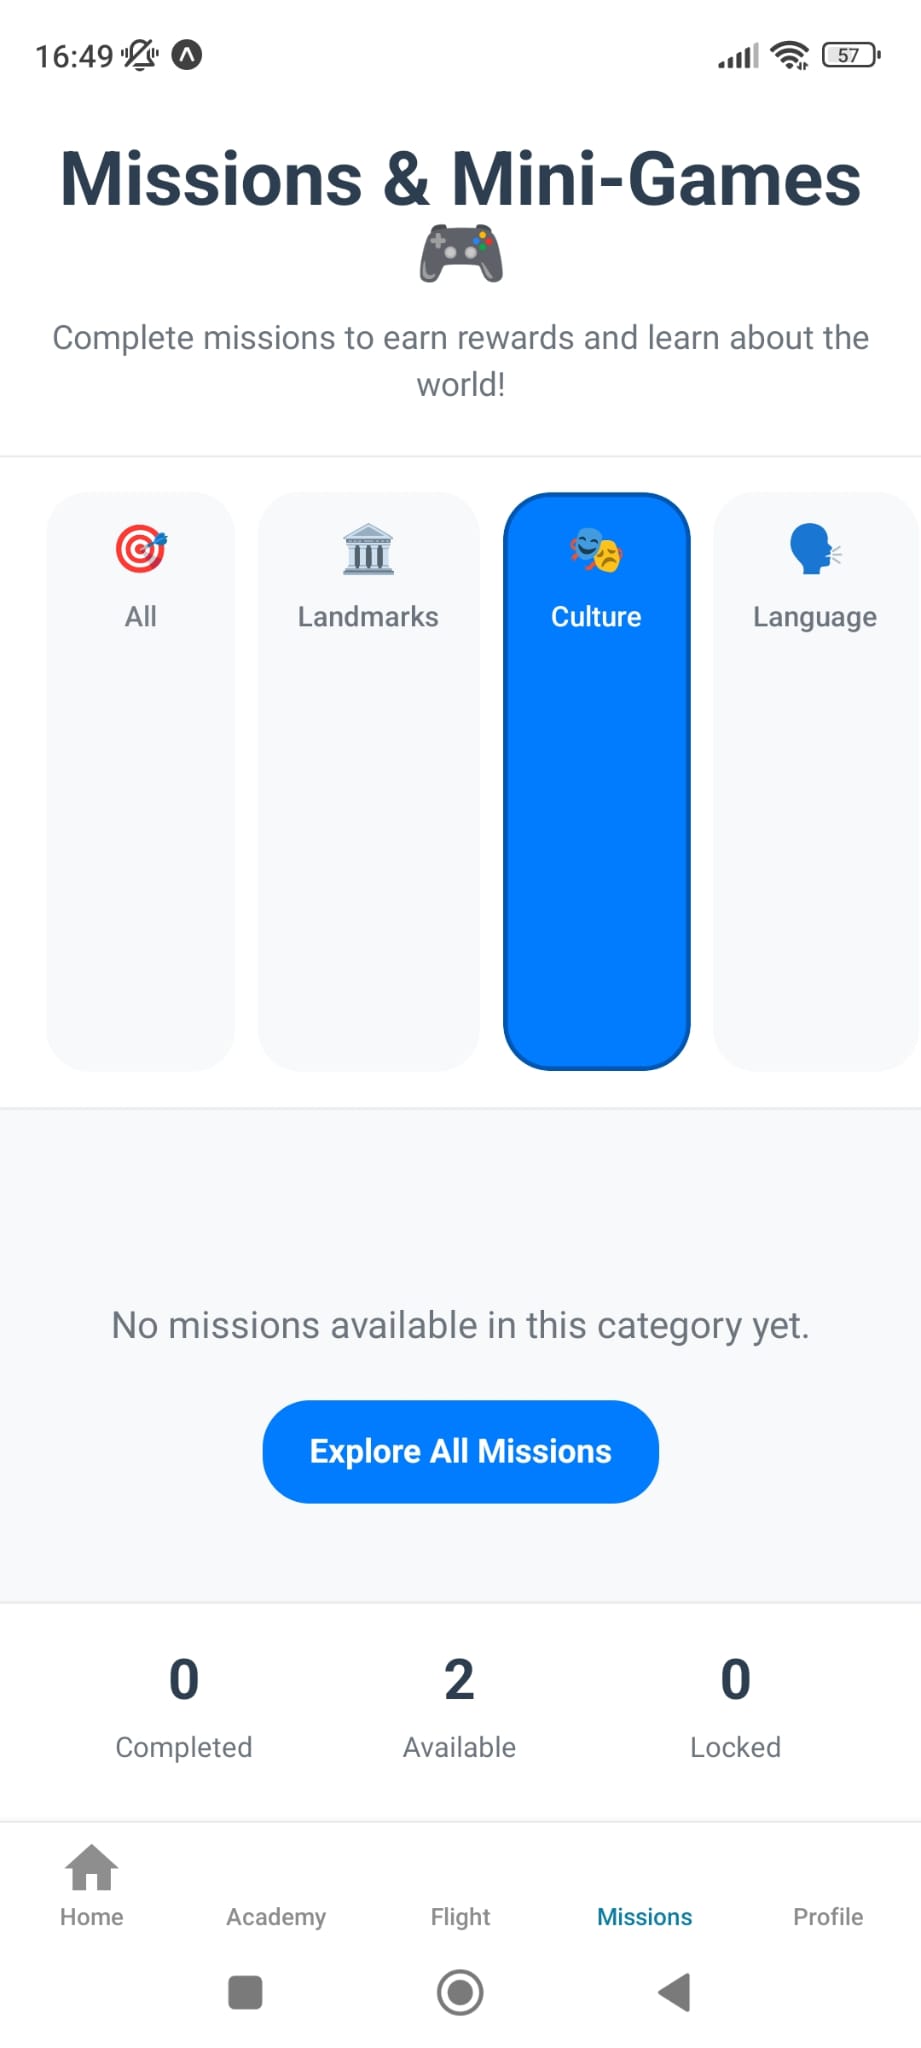 16:49
57
Missions & Mini-Games
🎮
Complete missions to earn rewards and learn about the
world!
All
Landmarks
Culture
Language
No missions available in this category yet.
Explore All Missions
0
2
0
Completed
Available
Locked
Home
Academy
Flight
Missions
Profile